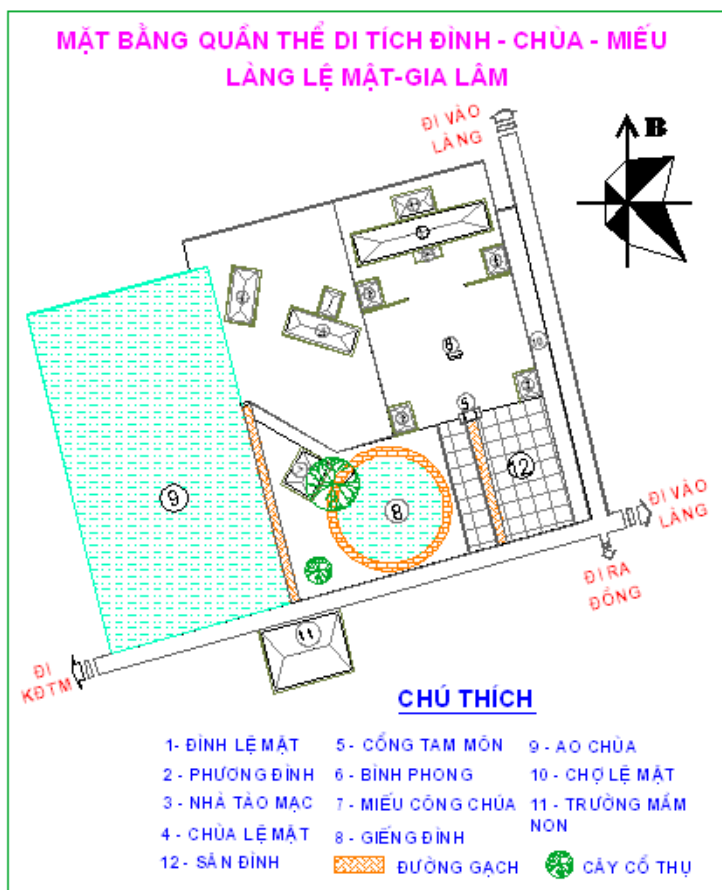 MẶT BẰNG QUẦN THỂ DI TÍCH ĐÌNH - CHÙA - MIẾU
LÀNG LỆ MẬT-GIA LÂM
ĐI VÀO
LÀNG
B
10
6
5
12
9
8
ĐI VÀO
LÀNG
ĐI RA
ĐỒNG
11
ĐI
KĐTM
CHÚ THÍCH
1- ĐÌNH LỆ MẬT
5 - CỔNG TAM MÔN
9 - AO CHÙA
2 - PHƯƠNG ĐÌNH
6 - BÌNH PHONG
10 - CHỢ LỆ MẬT
3 - NHÀ TẢO MẠC
7 - MIẾU CÔNG CHÚA
11 - TRƯỜNG MẦM
NON
4 - CHÙA LỆ MẬT
8 - GIẾNG ĐÌNH
12 - SÂN ĐÌNH
ĐƯỜNG GẠCH
CÂY CỔ THỤ